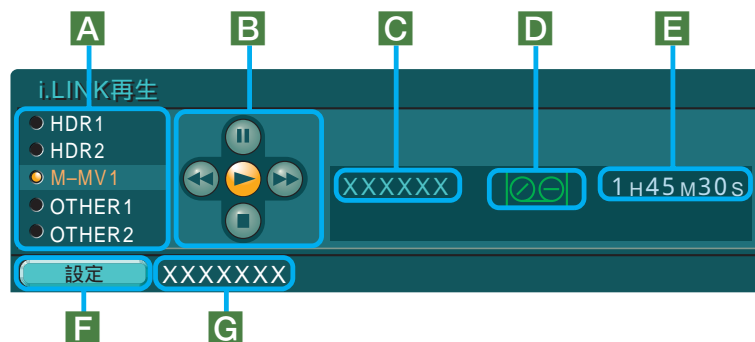 A B C D E
i.LINK再生
HDR1
HDR2
M–MV1
OTHER1
OTHER2
XXXXXX
1H45M30S
設定 XXXXXXX
F G